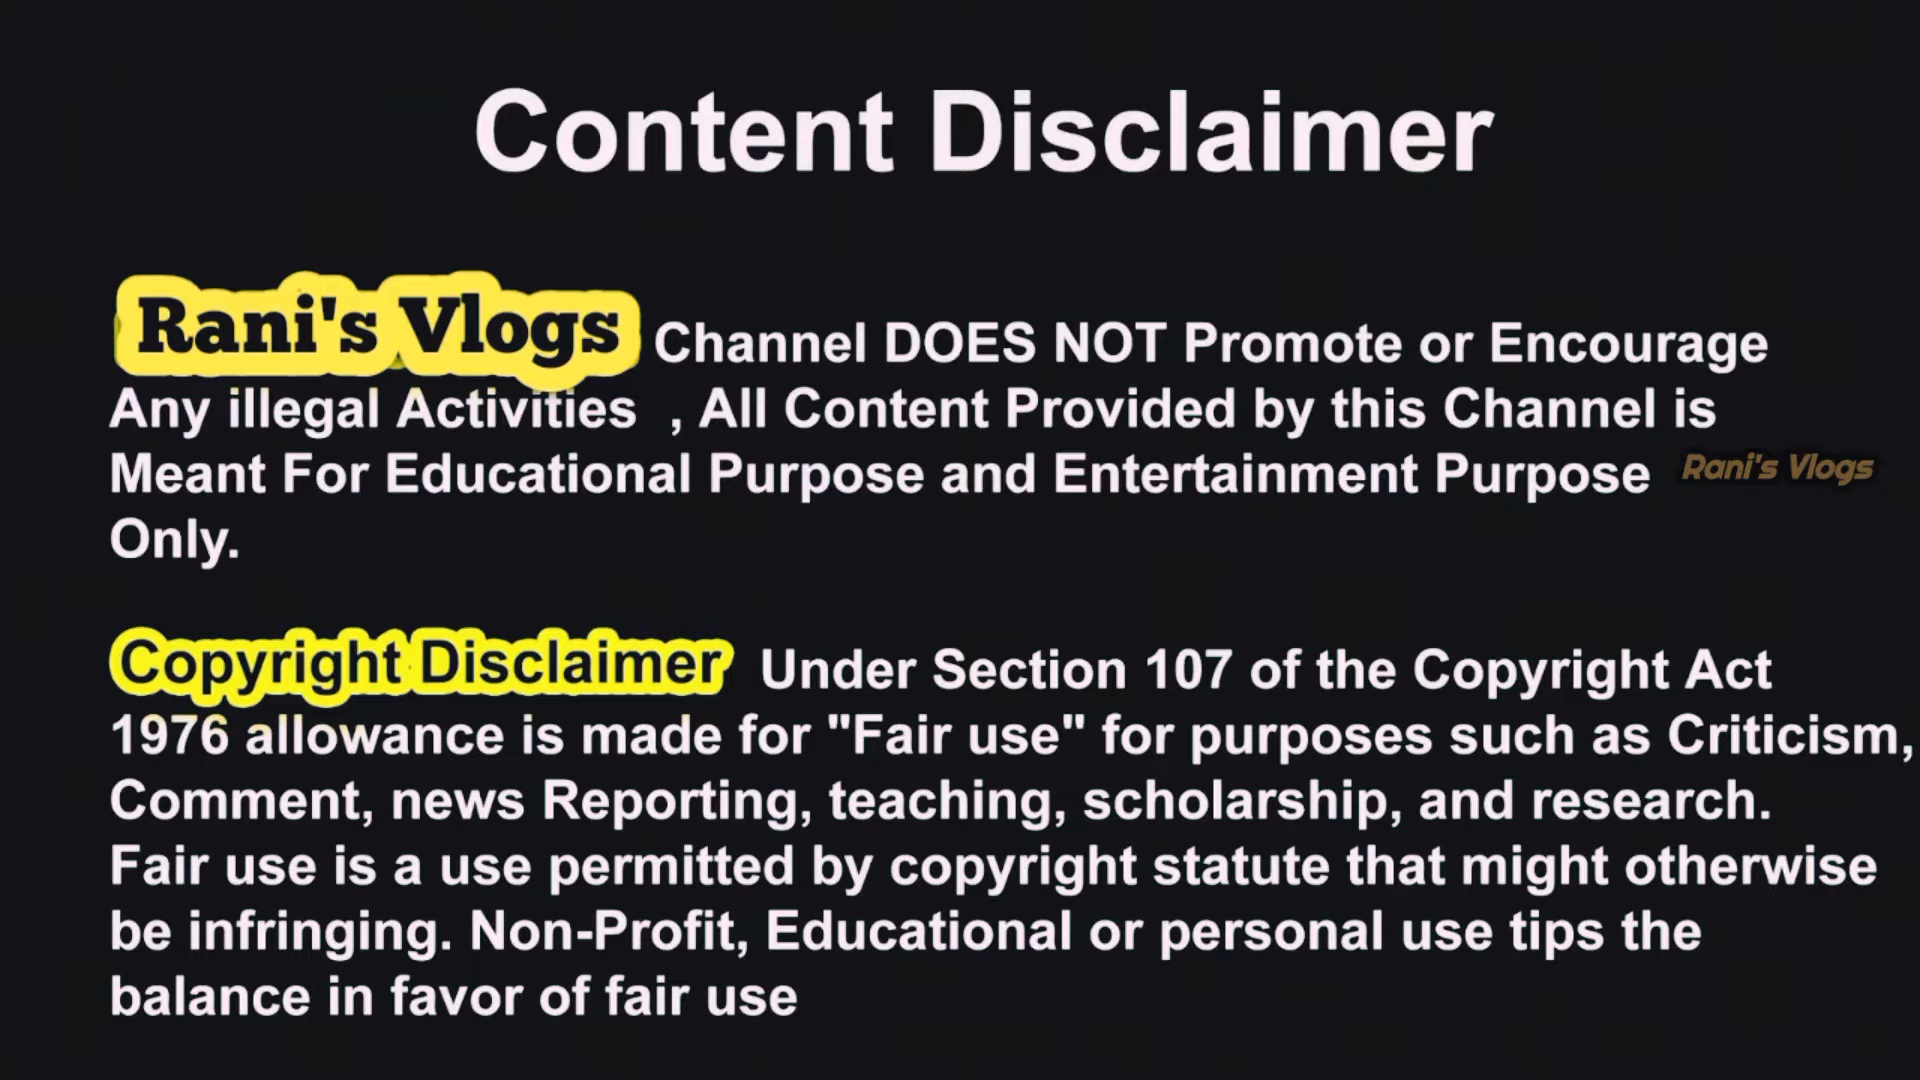 Content Disclaimer
Rani's Vlogs Channel DOES NOT Promote or Encourage
Any illegal Activities , All Content Provided by this Channel is
Meant For Educational Purpose and Entertainment Purpose
Rani's Vlogs
Only.
Copyright Disclaimer Under Section 107 of the Copyright Act
1976 allowance is made for "Fair use" for purposes such as Criticism,
Comment, news Reporting, teaching, scholarship, and research.
Fair use is a use permitted by copyright statute that might otherwise
be infringing. Non-Profit, Educational or personal use tips the
balance in favor of fair use